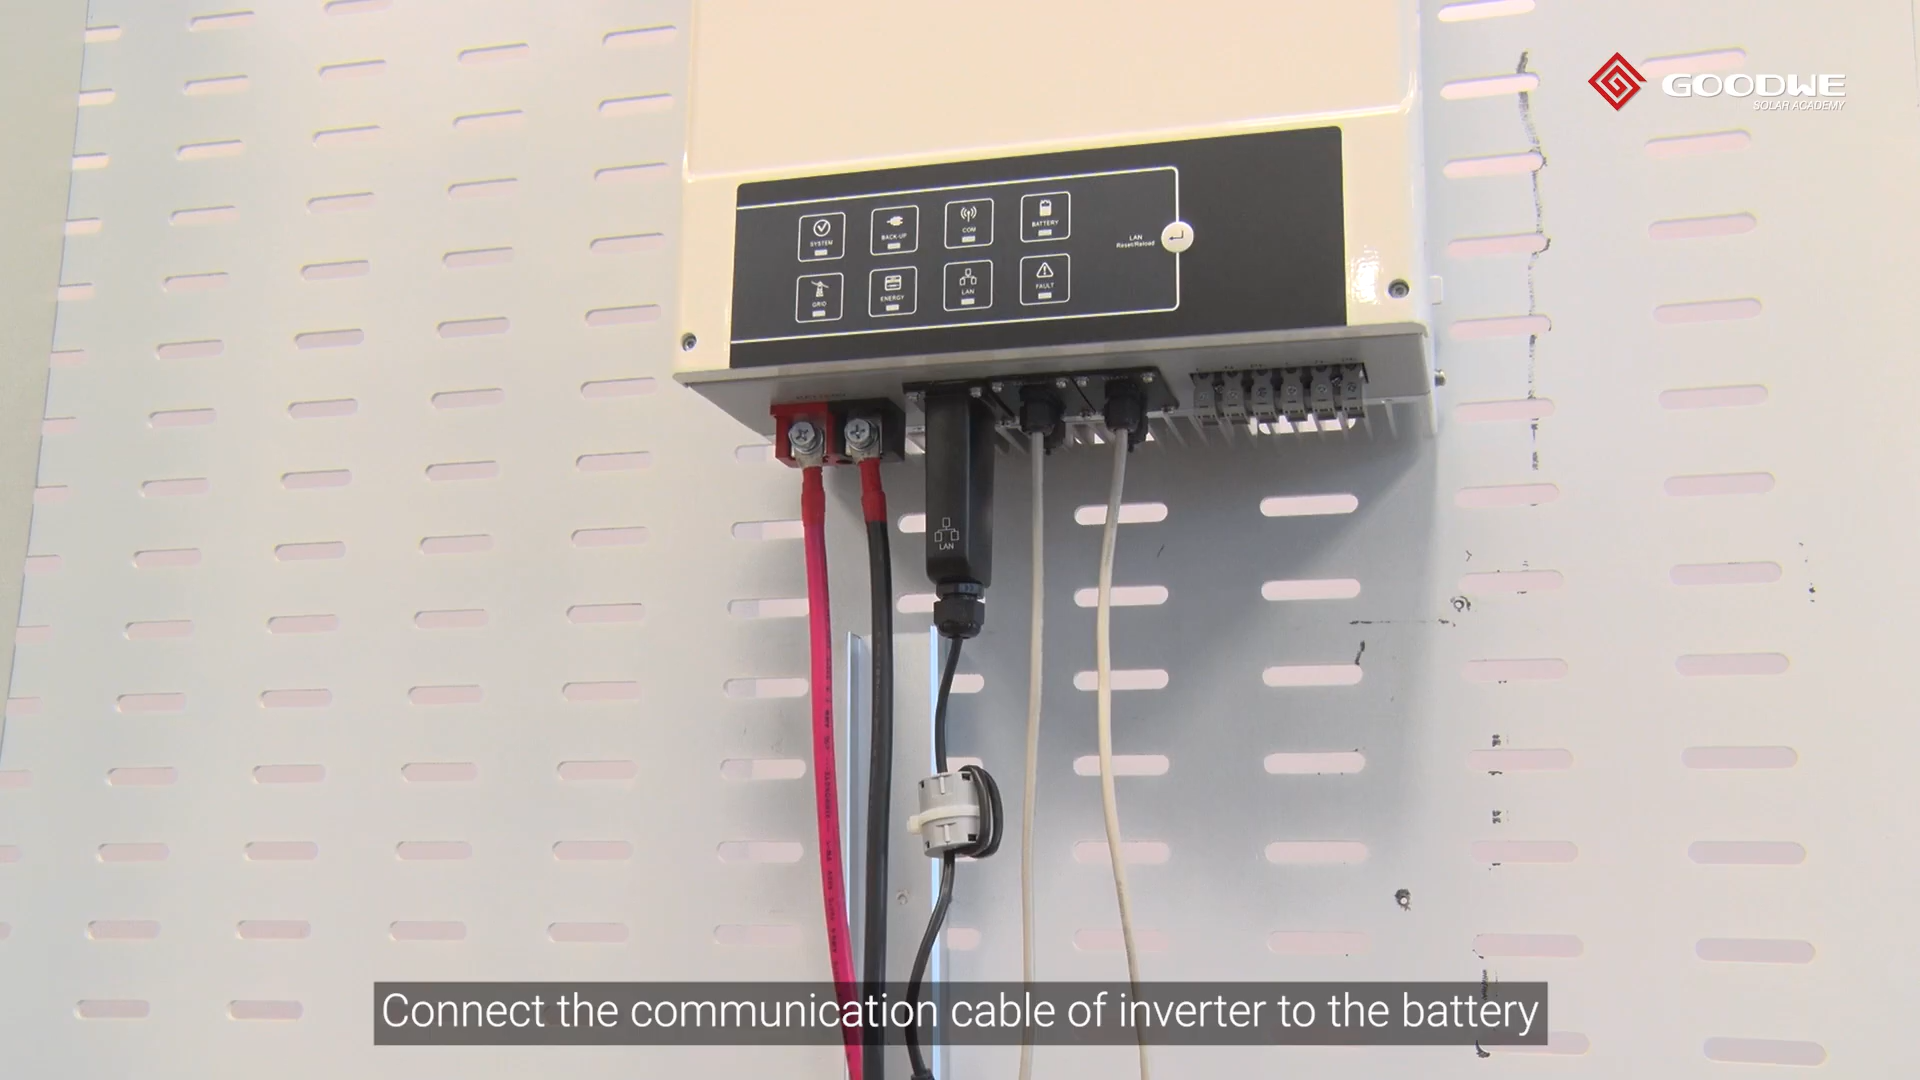 GOODWE
SOLAR ACADEMY
SYSTEM
BACK-UP
COM
BATTERY
LAN
Reset/Reload
GRID
ENERGY
LAN
FAULT
LAN
Connect the communication cable of inverter to the battery